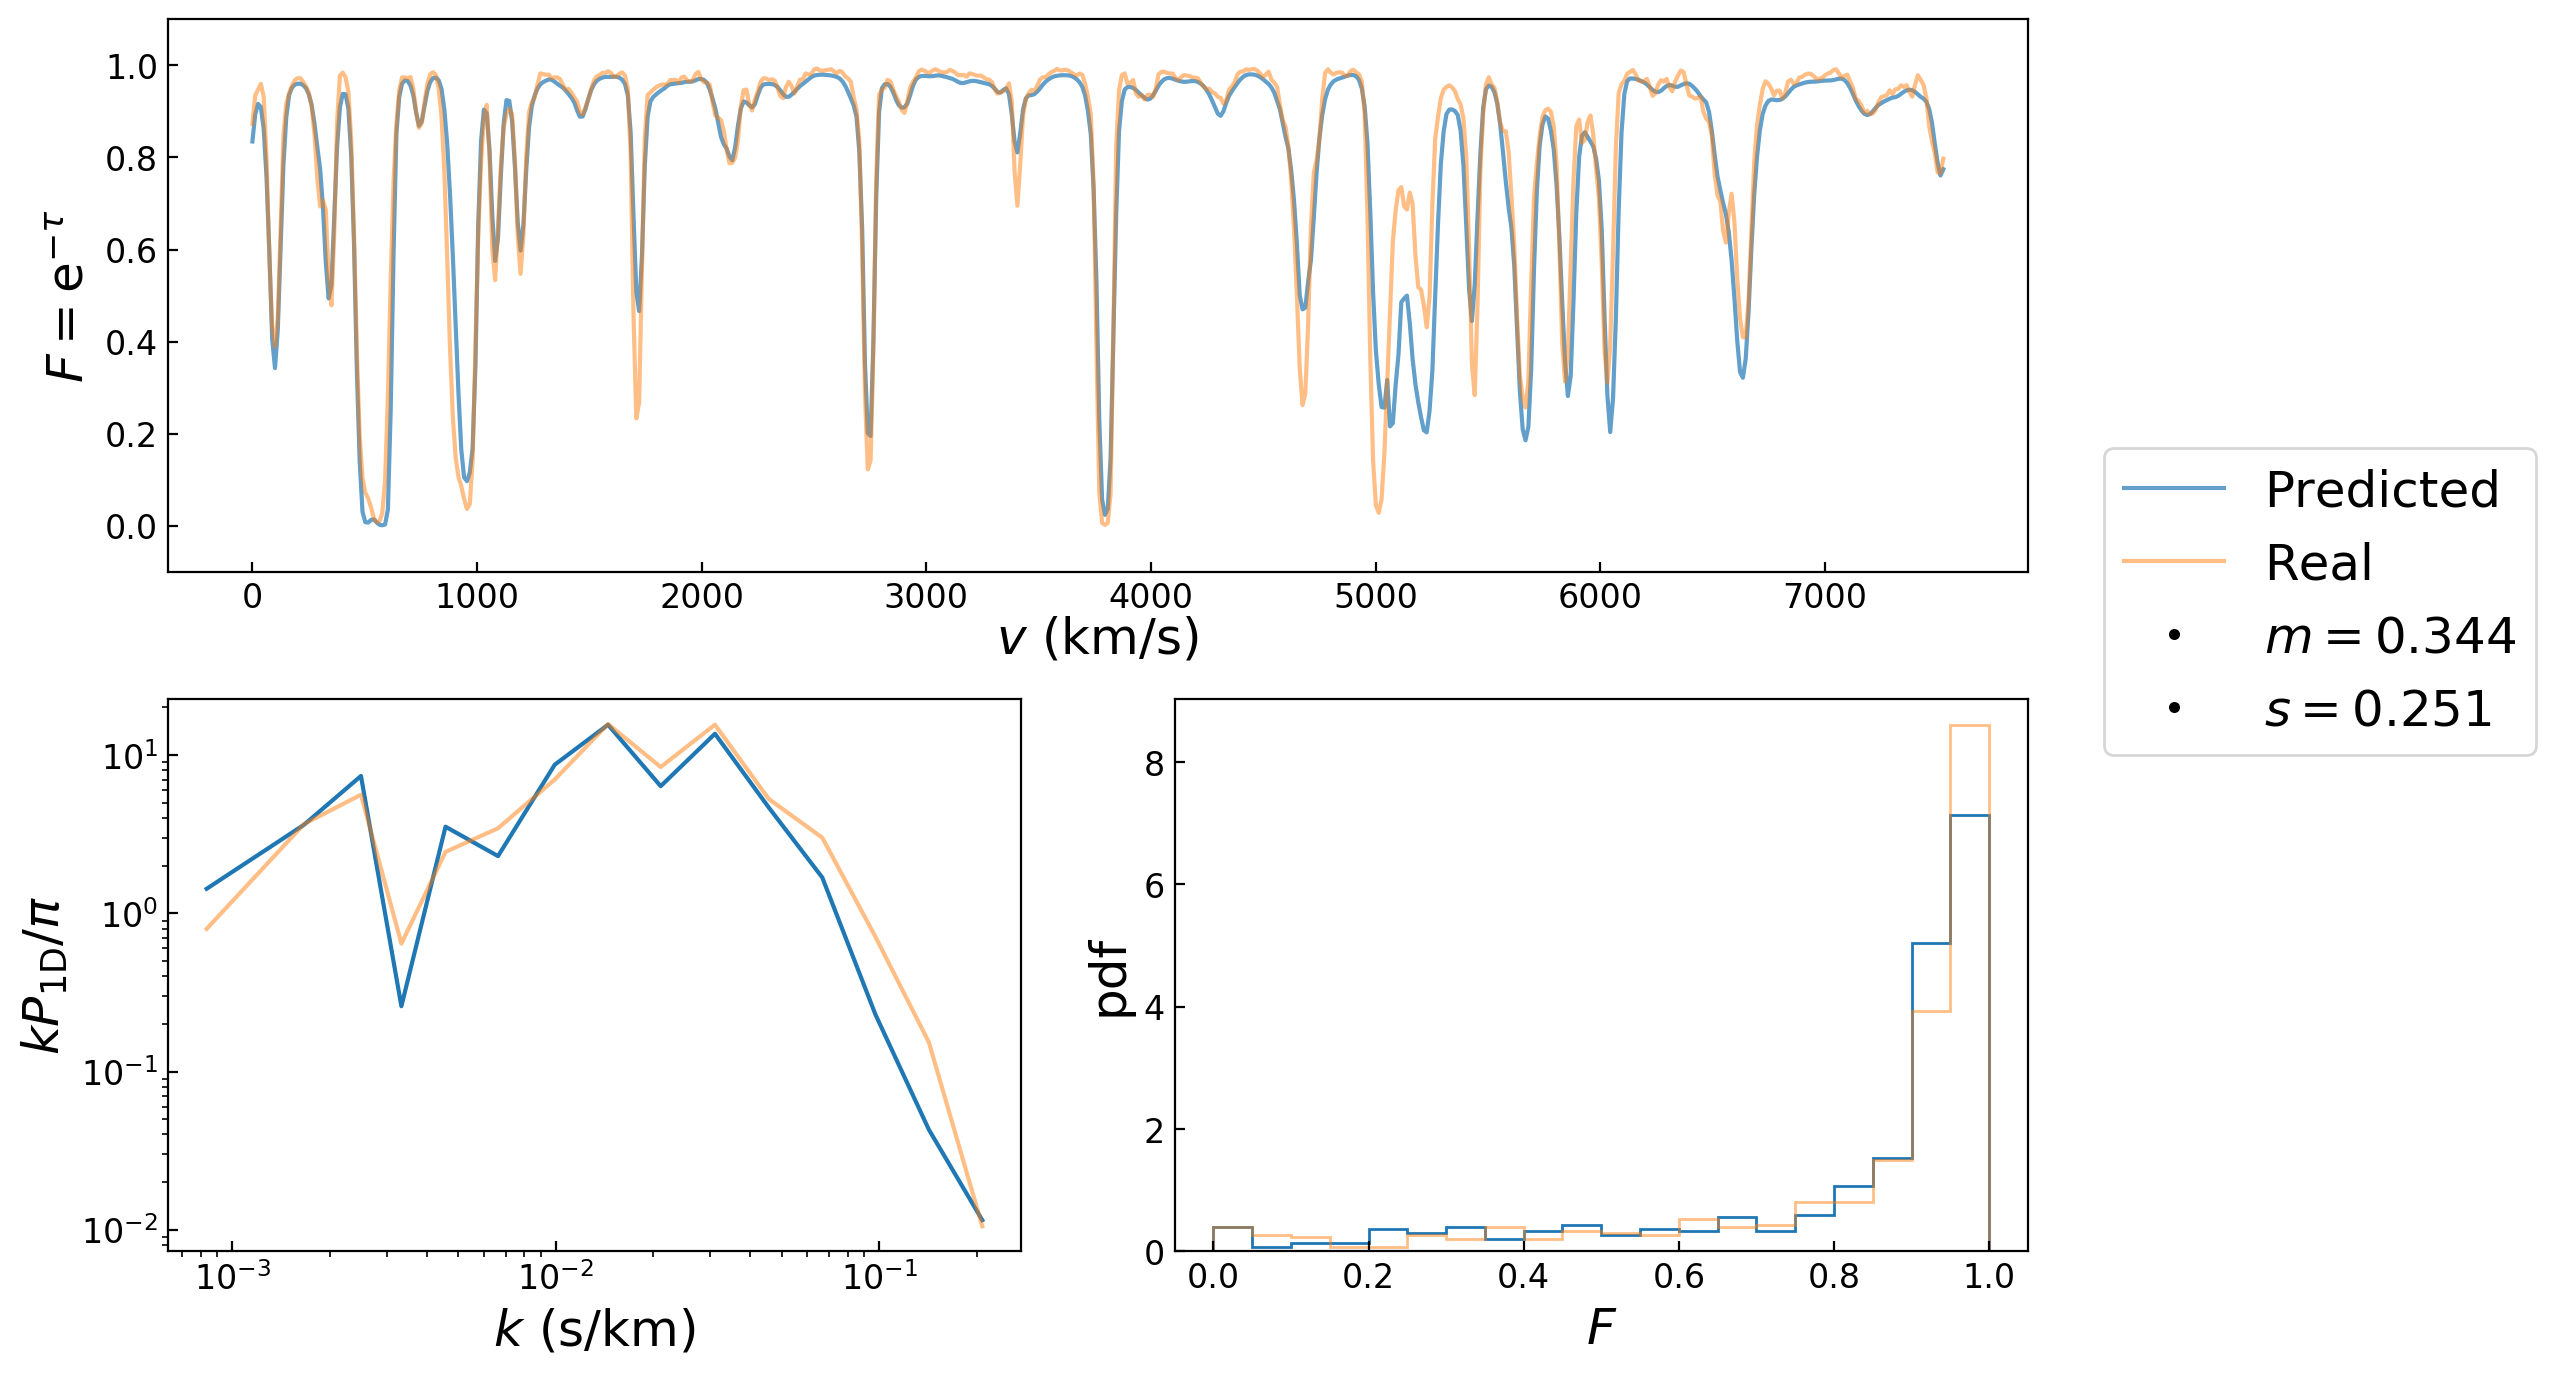 1.0
0.8
0.6
0.4
0.2
0.0
F = e^{-τ}
0 1000 2000 3000 4000 5000 6000 7000
v (km/s)
Predicted
Real
m = 0.344
s = 0.251
10^1
10^0
10^{-1}
10^{-2}
kP_{1D}/π
10^{-3} 10^{-2} 10^{-1}
k (s/km)
8
6
4
2
0
pdf
0.0 0.2 0.4 0.6 0.8 1.0
F